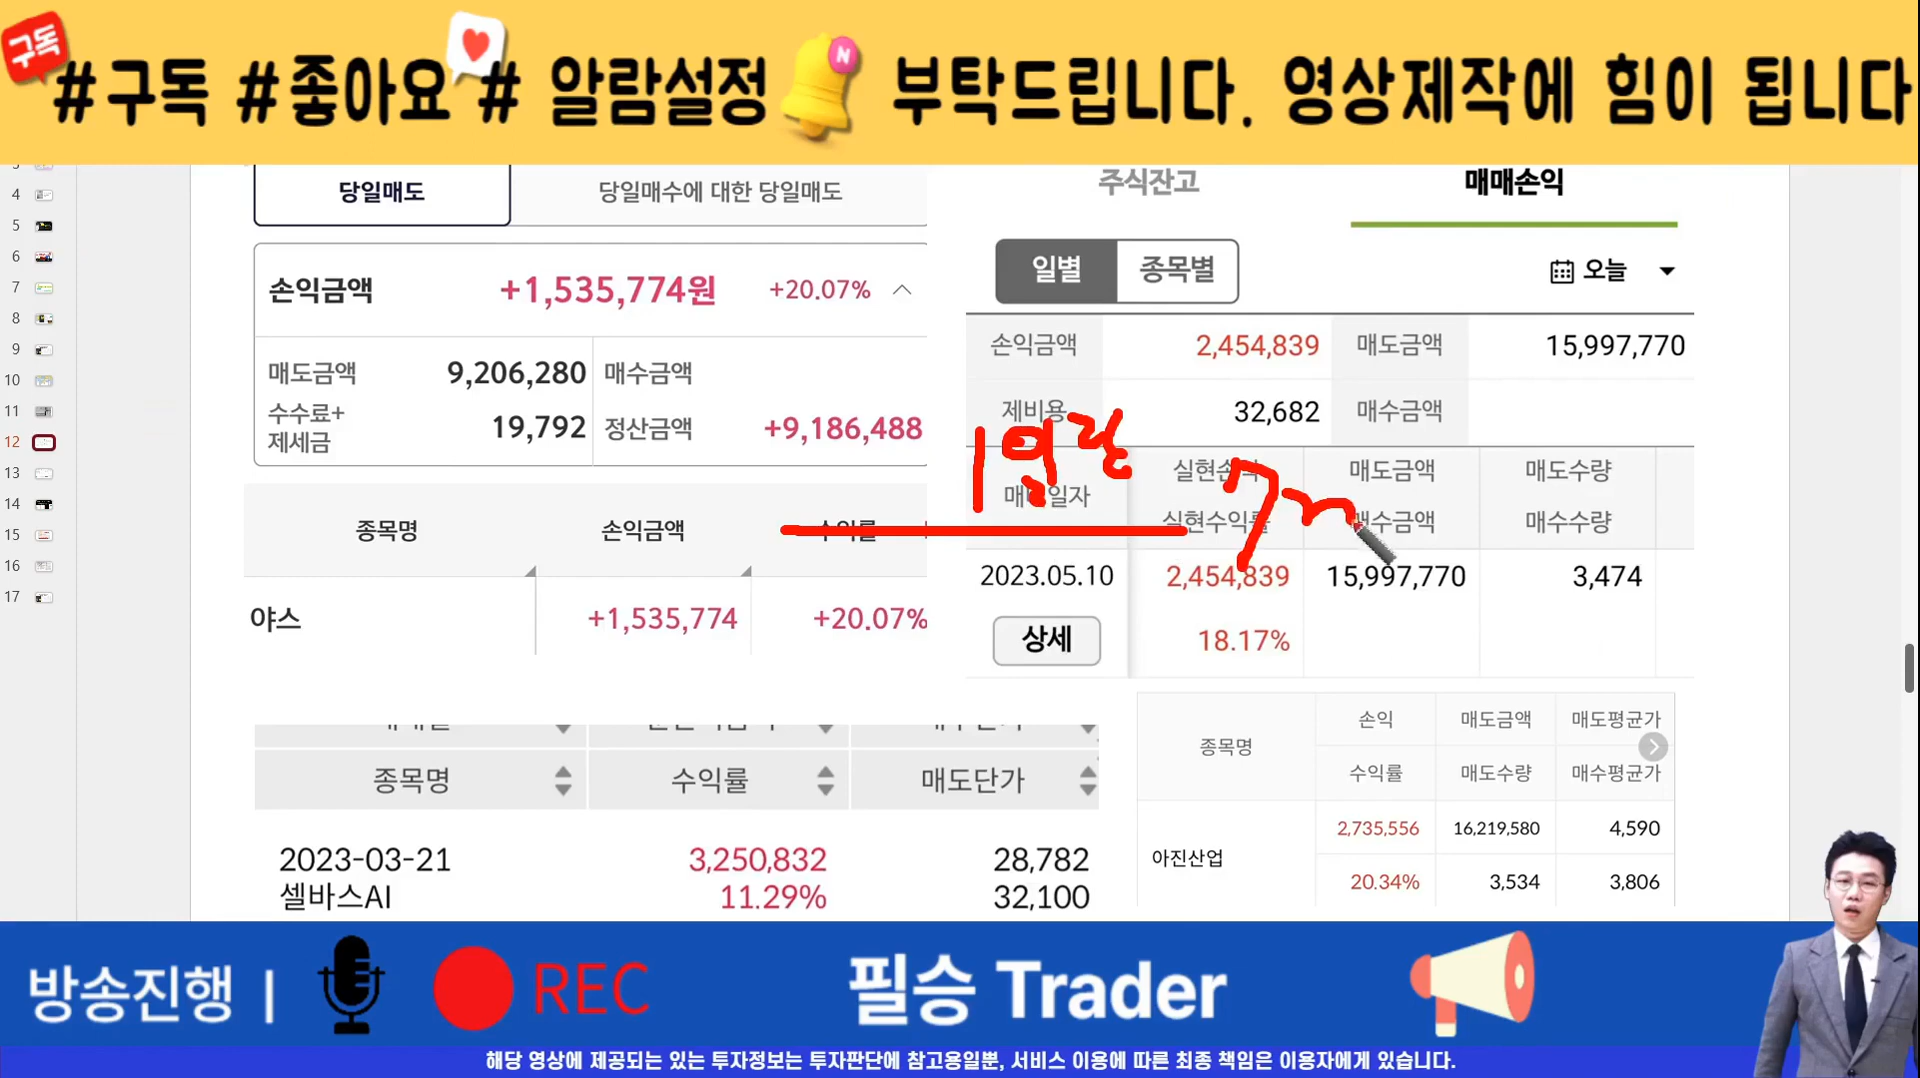 구독
#구독 #좋아요 # 알람설정 N 부탁드립니다. 영상제작에 힘이 됩니다
4
5
6
7
8
9
10
11
12
13
14
15
16
17
당일매도 당일매수에 대한 당일매도
손익금액 +1,535,774원 +20.07%
매도금액 9,206,280 매수금액
수수료+
제세금 19,792 정산금액 +9,186,488
종목명 손익금액 수익률
야스 +1,535,774 +20.07%
주식잔고 매매손익
일별 종목별 오늘
손익금액 2,454,839 매도금액 15,997,770
제비용 32,682 매수금액
매매일자 실현손익 매도금액 매도수량
실현수익률 매수금액 매수수량
2023.05.10 2,454,839 15,997,770 3,474
상세 18.17%
종목명 수익률 매도단가
2023-03-21 3,250,832 28,782
셀바스AI 11.29% 32,100
종목명 손익 매도금액 매도평균가
수익률 매도수량 매수평균가
아진산업 2,735,556 16,219,580 4,590
20.34% 3,534 3,806
방송진행 | REC 필승 Trader
해당 영상에 제공되는 있는 투자정보는 투자판단에 참고용일뿐, 서비스 이용에 따른 최종 책임은 이용자에게 있습니다.